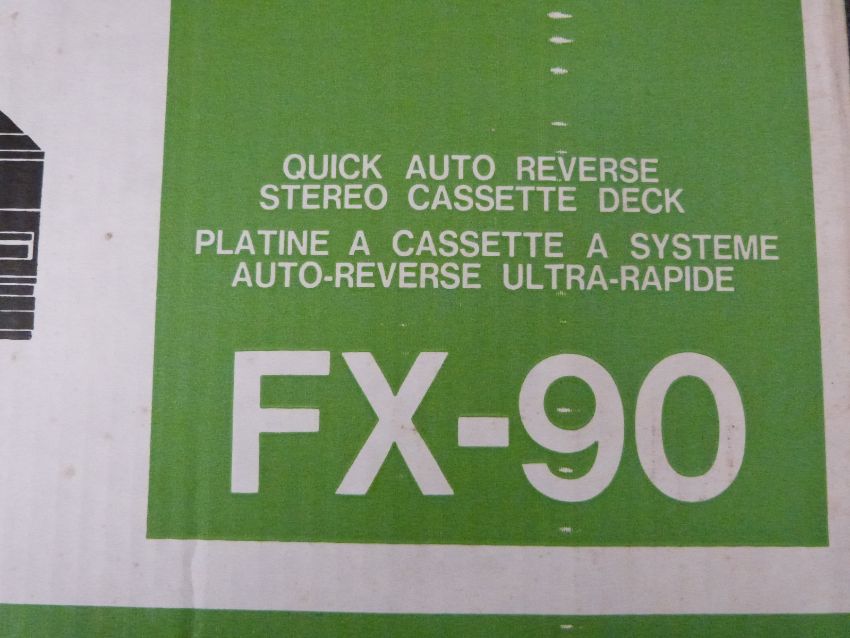 QUICK AUTO REVERSE
STEREO CASSETTE DECK
PLATINE A CASSETTE A SYSTEME
AUTO-REVERSE ULTRA-RAPIDE
FX-90